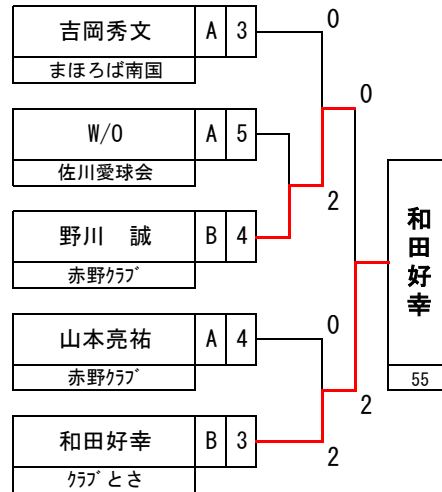 吉岡秀文 A 3
まほろば南国
0
W/O A 5
佐川愛球会
0
野川 誠 B 4
赤野ｸﾗﾌﾞ
2
山本亮祐 A 4
赤野ｸﾗﾌﾞ
0
和田好幸 B 3
ｸﾗﾌﾞとさ
2
2
和田好幸
55